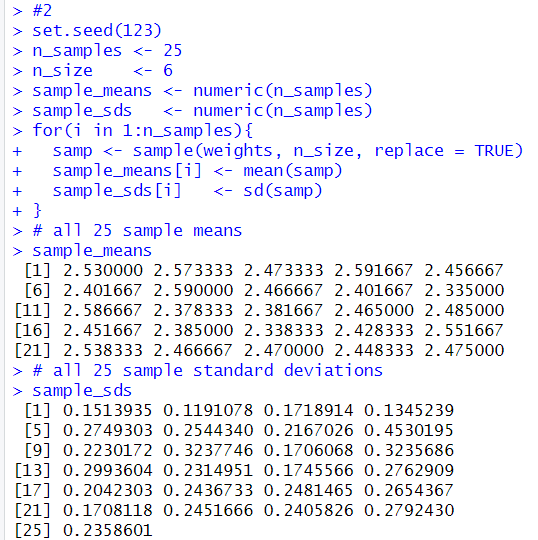 > #2
> set.seed(123)
> n_samples <- 25
> n_size    <- 6
> sample_means <- numeric(n_samples)
> sample_sds   <- numeric(n_samples)
> for(i in 1:n_samples){
+   samp <- sample(weights, n_size, replace = TRUE)
+   sample_means[i] <- mean(samp)
+   sample_sds[i]   <- sd(samp)
+ }
> # all 25 sample means
> sample_means
 [1] 2.530000 2.573333 2.473333 2.591667 2.456667
 [6] 2.401667 2.590000 2.466667 2.401667 2.335000
[11] 2.586667 2.378333 2.381667 2.465000 2.485000
[16] 2.451667 2.385000 2.338333 2.428333 2.551667
[21] 2.538333 2.466667 2.470000 2.448333 2.475000
> # all 25 sample standard deviations
> sample_sds
 [1] 0.1513935 0.1191078 0.1718914 0.1345239
 [5] 0.2749303 0.2544340 0.2167026 0.4530195
 [9] 0.2230172 0.3237746 0.1706068 0.3235686
[13] 0.2993604 0.2314951 0.1745566 0.2762909
[17] 0.2042303 0.2436733 0.2481465 0.2654367
[21] 0.1708118 0.2451666 0.2405826 0.2792430
[25] 0.2358601